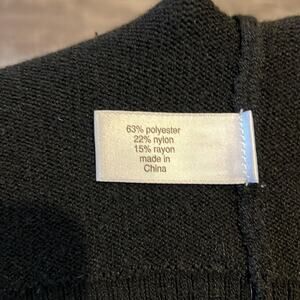 63% polyester
22% nylon
15% rayon
made in
China